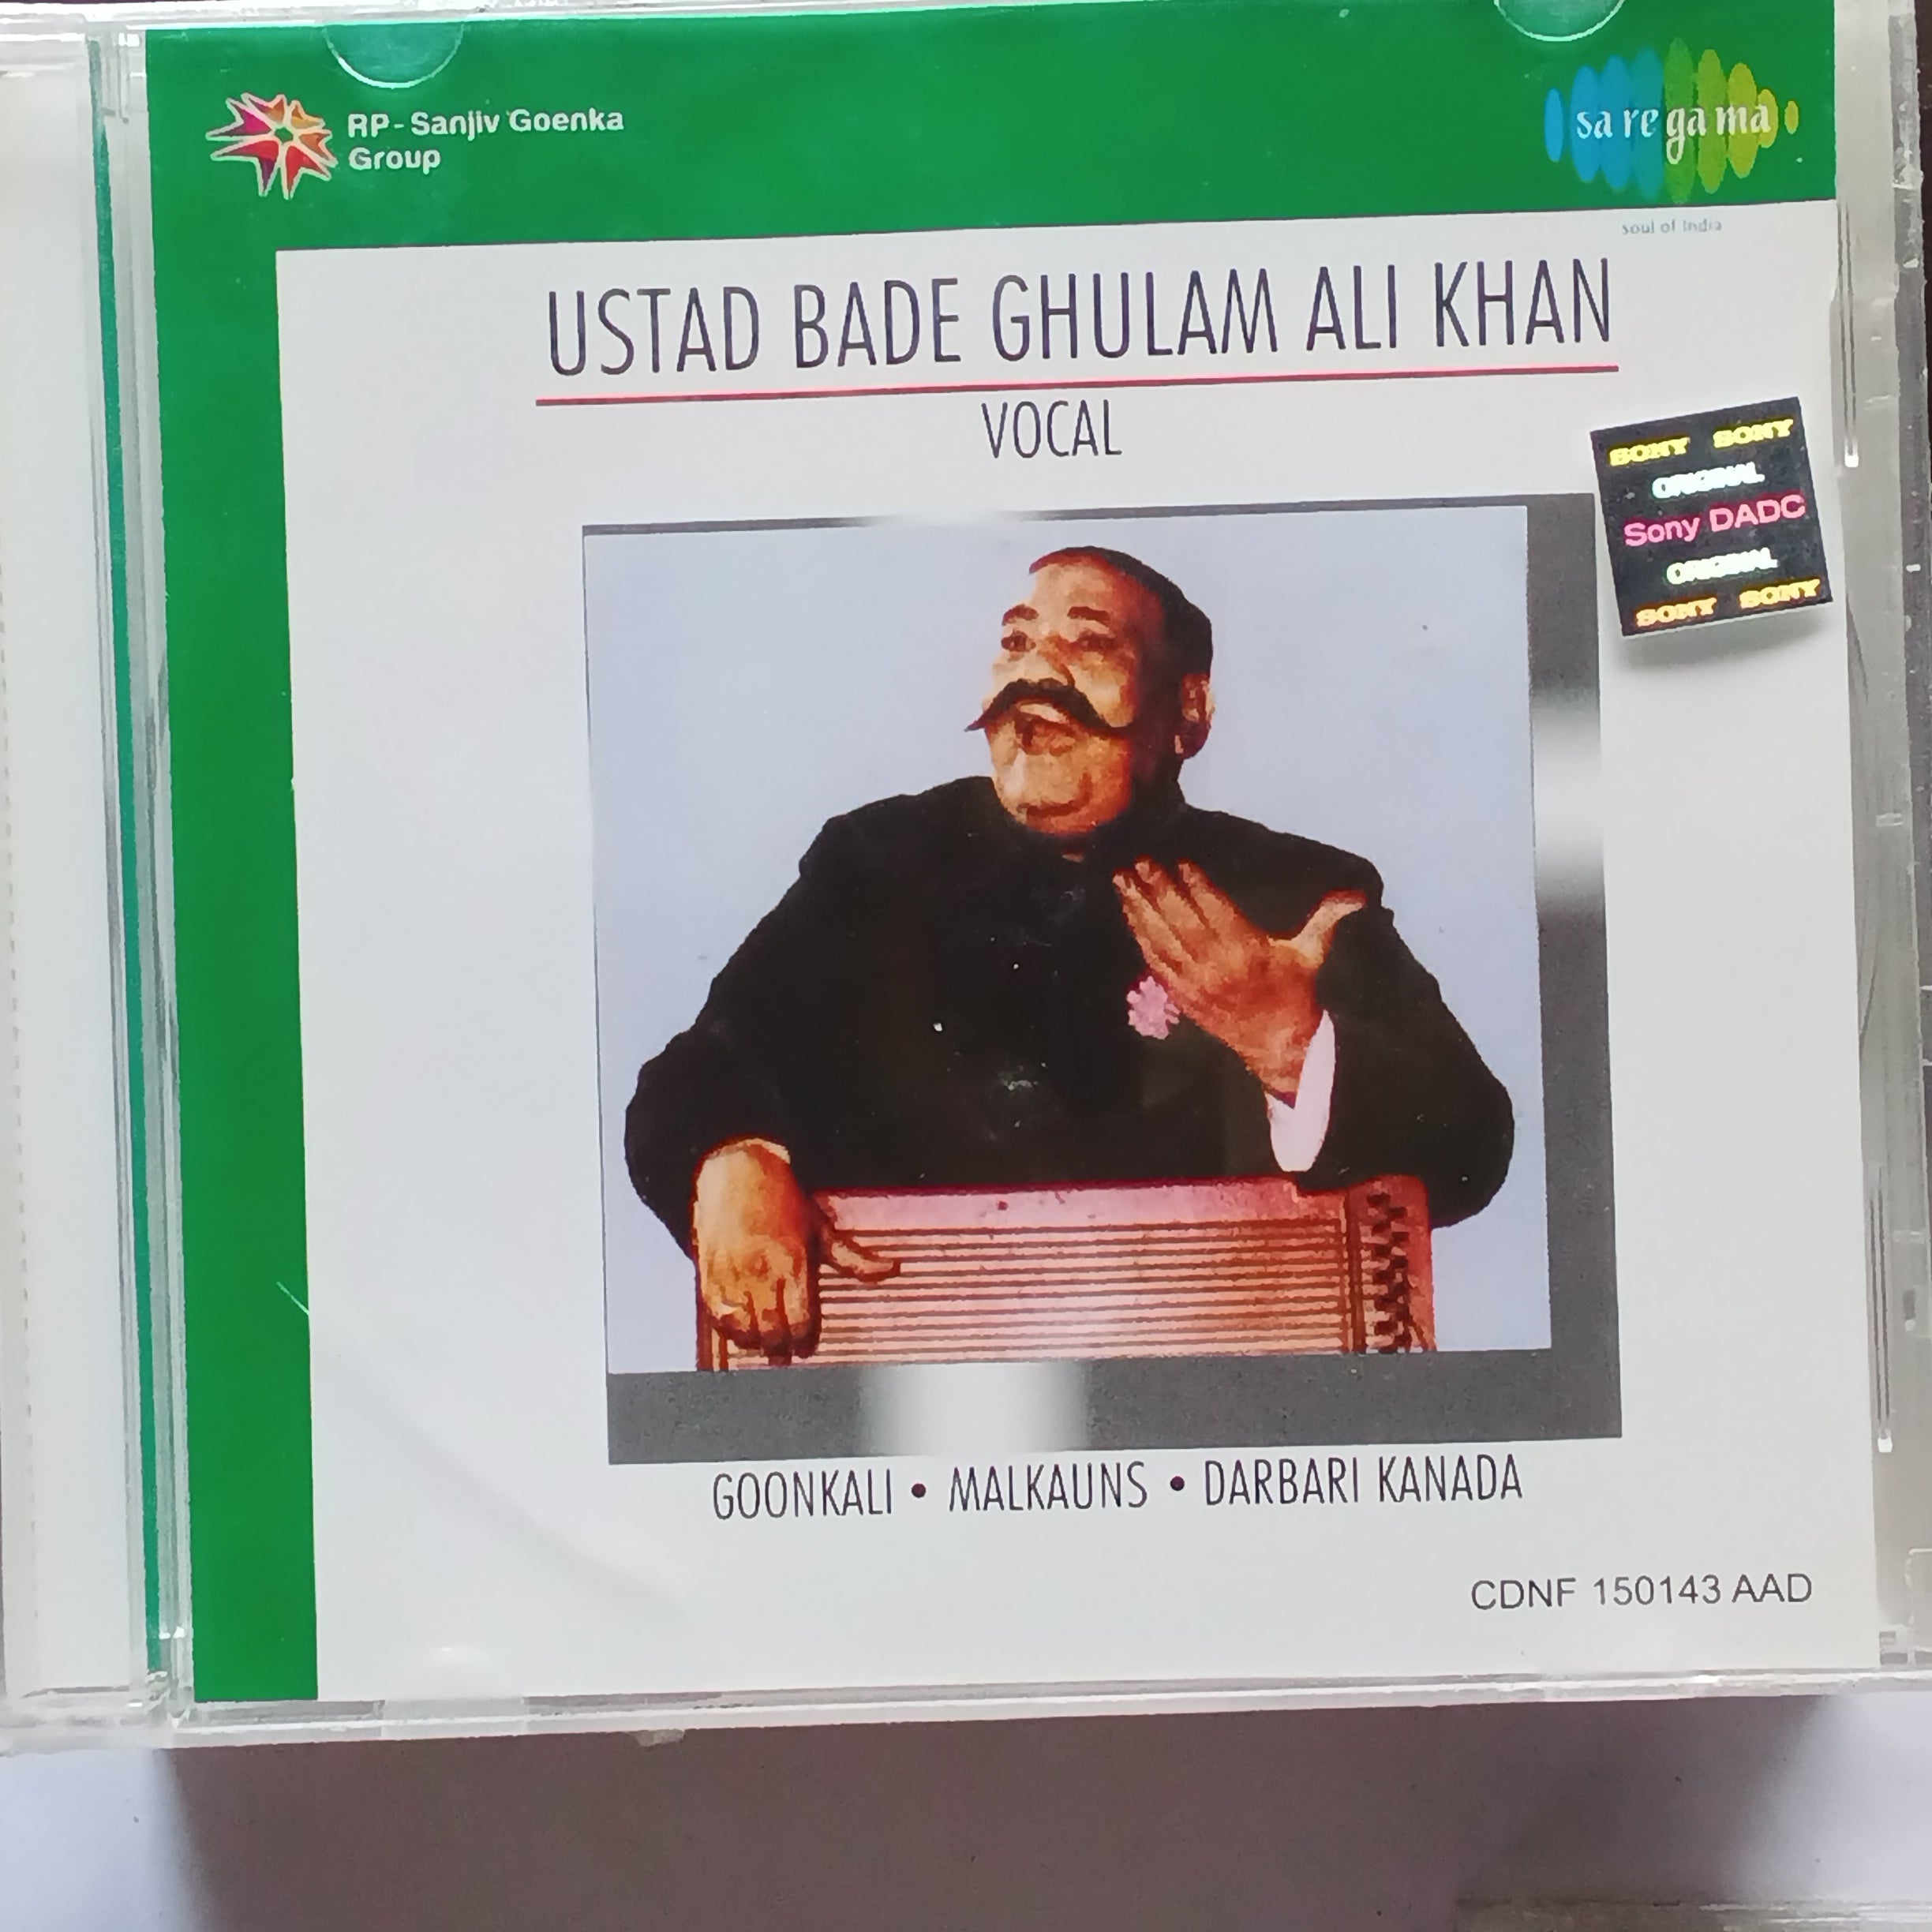 RP-Sanjiv Goenka
Group
sa re ga ma
soul of India
USTAD BADE GHULAM ALI KHAN
VOCAL
SONY SONY
ORIGINAL
Sony DADC
ORIGINAL
SONY SONY
GOONKALI • MALKAUNS • DARBARI KANADA
CDNF 150143 AAD